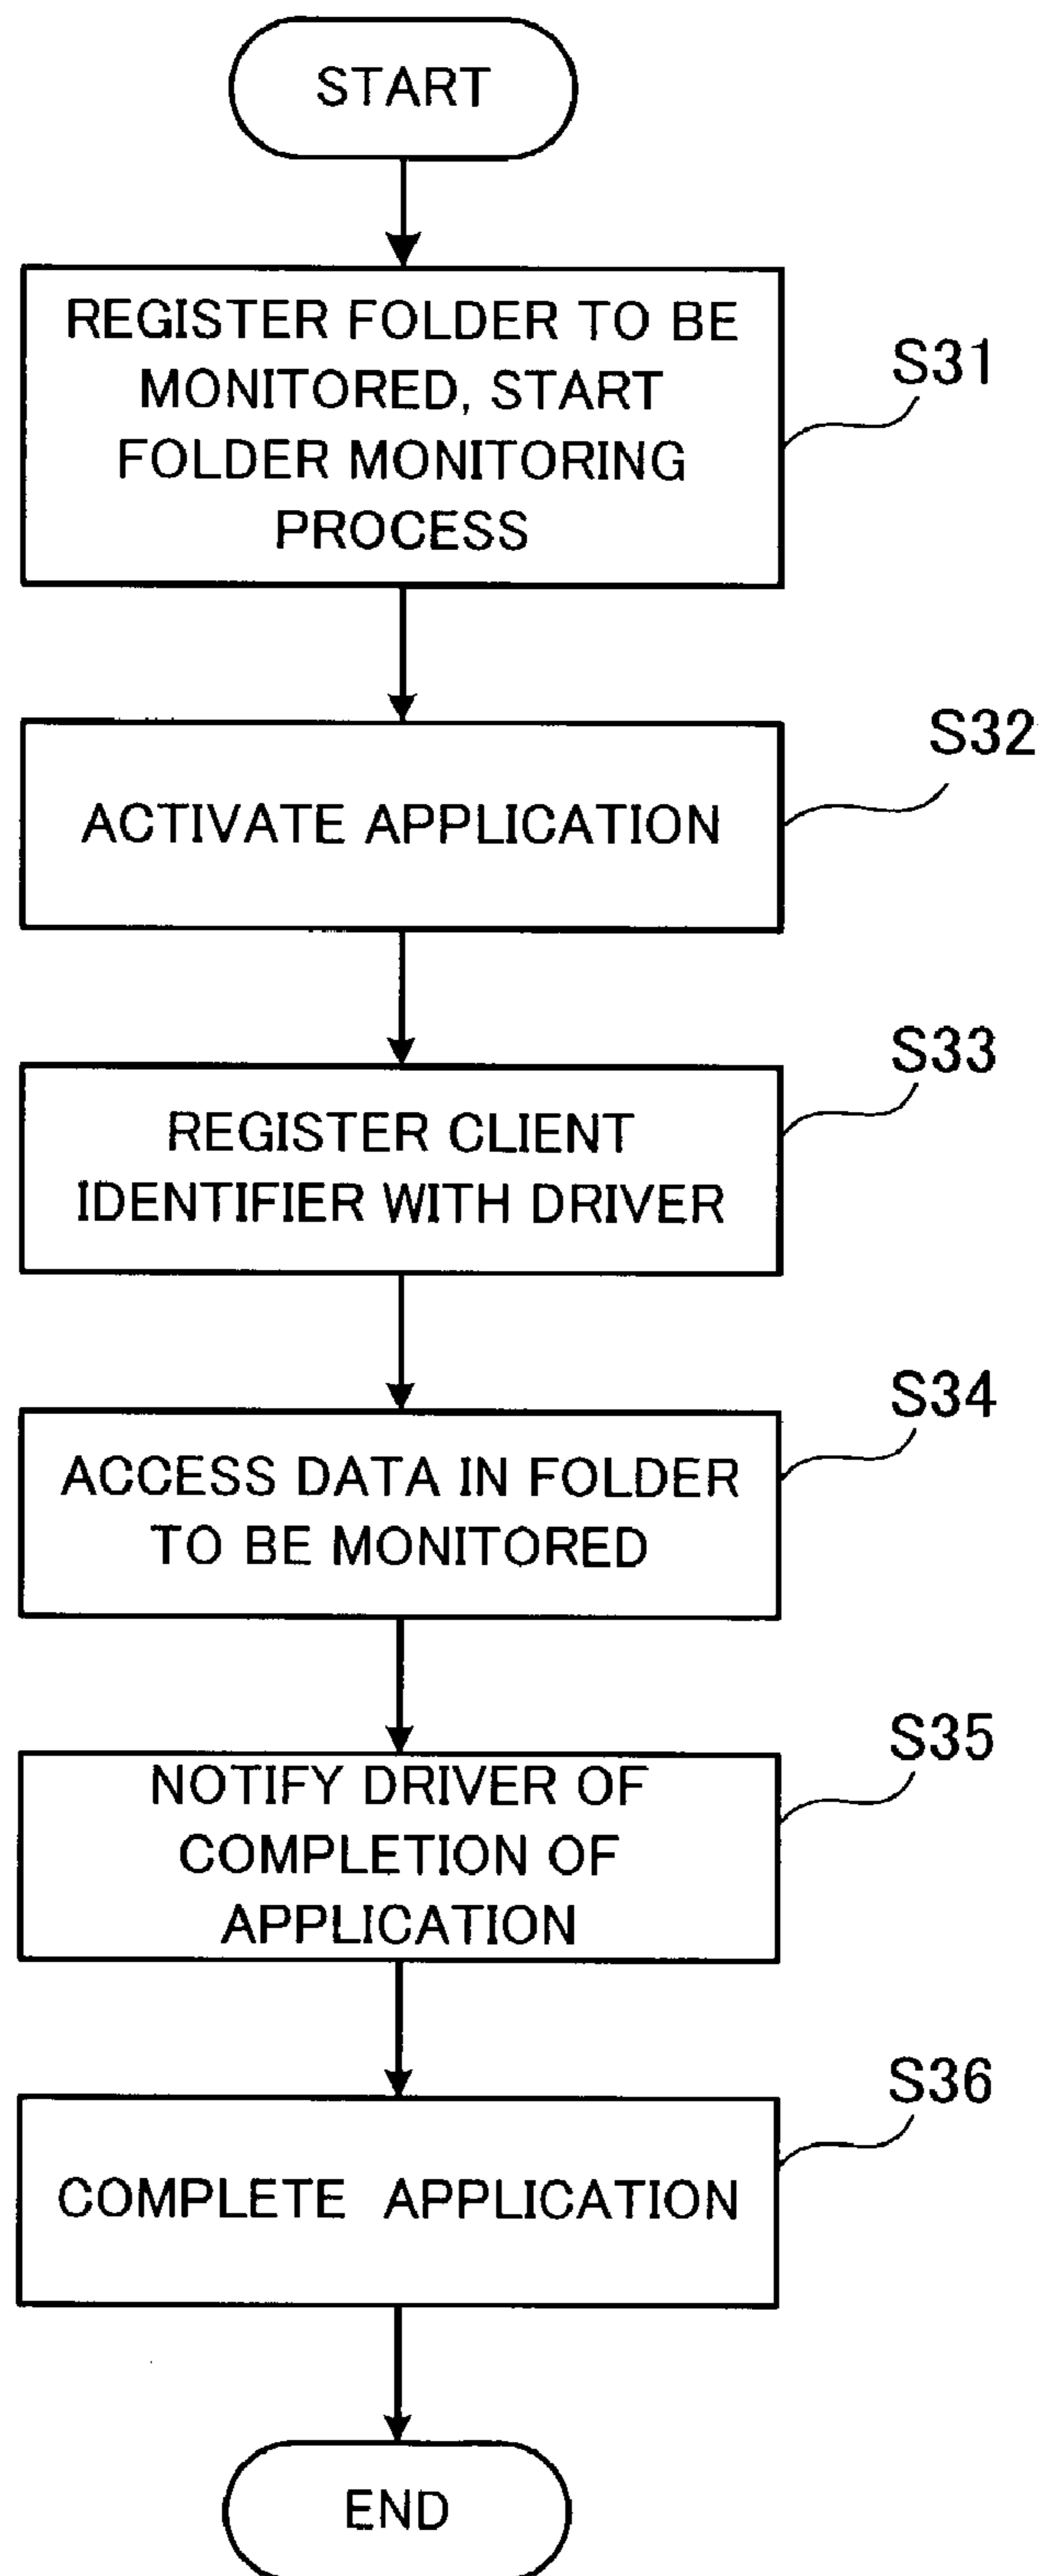 START
REGISTER FOLDER TO BE
MONITORED, START
FOLDER MONITORING
PROCESS
S31
ACTIVATE APPLICATION
S32
REGISTER CLIENT
IDENTIFIER WITH DRIVER
S33
ACCESS DATA IN FOLDER
TO BE MONITORED
S34
NOTIFY DRIVER OF
COMPLETION OF
APPLICATION
S35
COMPLETE APPLICATION
S36
END